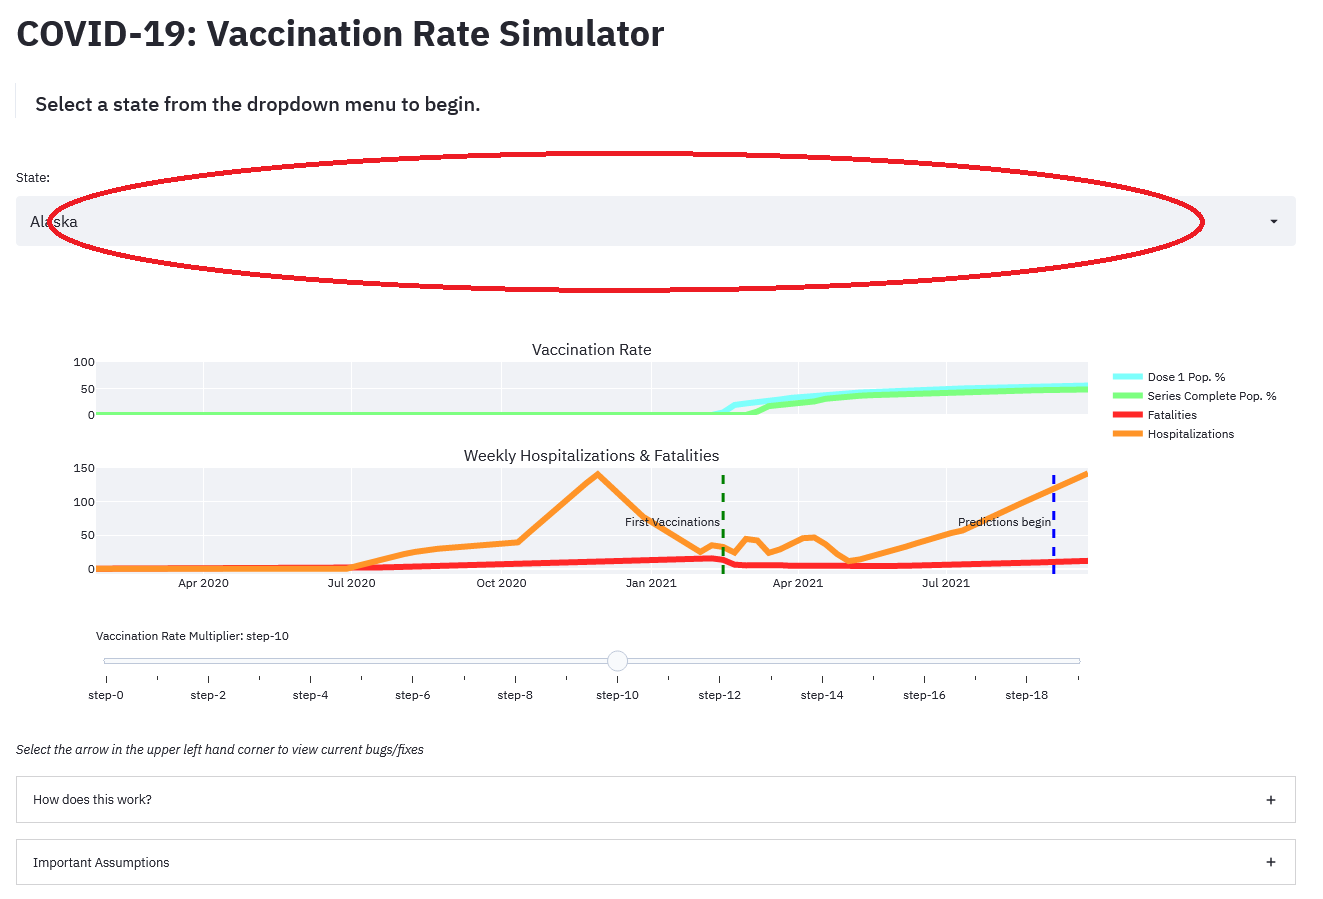 COVID-19: Vaccination Rate Simulator
Select a state from the dropdown menu to begin.
State:
Alaska
Vaccination Rate
100
50
0
Dose 1 Pop. %
Series Complete Pop. %
Fatalities
Hospitalizations
Weekly Hospitalizations & Fatalities
150
100
50
0
First Vaccinations
Predictions begin
Apr 2020 Jul 2020 Oct 2020 Jan 2021 Apr 2021 Jul 2021
Vaccination Rate Multiplier: step-10
step-0 step-2 step-4 step-6 step-8 step-10 step-12 step-14 step-16 step-18
Select the arrow in the upper left hand corner to view current bugs/fixes
How does this work? +
Important Assumptions +